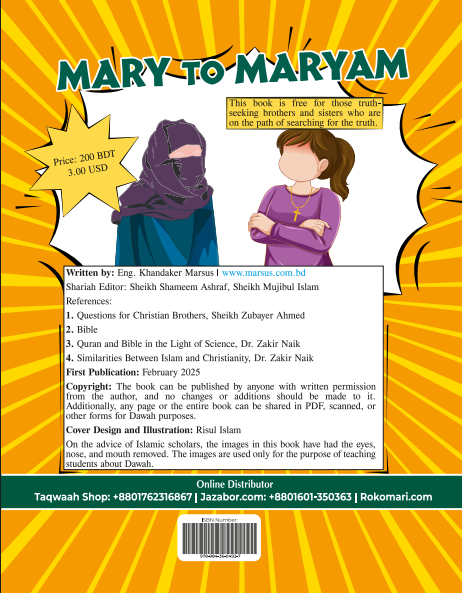 MARY TO MARYAM
This book is free for those truth-
seeking brothers and sisters who are
on the path of searching for the truth.
Price: 200 BDT
3.00 USD
Written by: Eng. Khandaker Marsus | www.marsus.com.bd
Shariah Editor: Sheikh Shameem Ashraf, Sheikh Mujibul Islam
References:
1. Questions for Christian Brothers, Sheikh Zubayer Ahmed
2. Bible
3. Quran and Bible in the Light of Science, Dr. Zakir Naik
4. Similarities Between Islam and Christianity, Dr. Zakir Naik
First Publication: February 2025
Copyright: The book can be published by anyone with written permission
from the author, and no changes or additions should be made to it.
Additionally, any page or the entire book can be shared in PDF, scanned, or
other forms for Dawah purposes.
Cover Design and Illustration: Risul Islam
On the advice of Islamic scholars, the images in this book have had the eyes,
nose, and mouth removed. The images are used only for the purpose of teaching
students about Dawah.
Online Distributor
Taqwaah Shop: +8801762316867 | Jazabor.com: +8801601-350363 | Rokomari.com
ISBN Number: